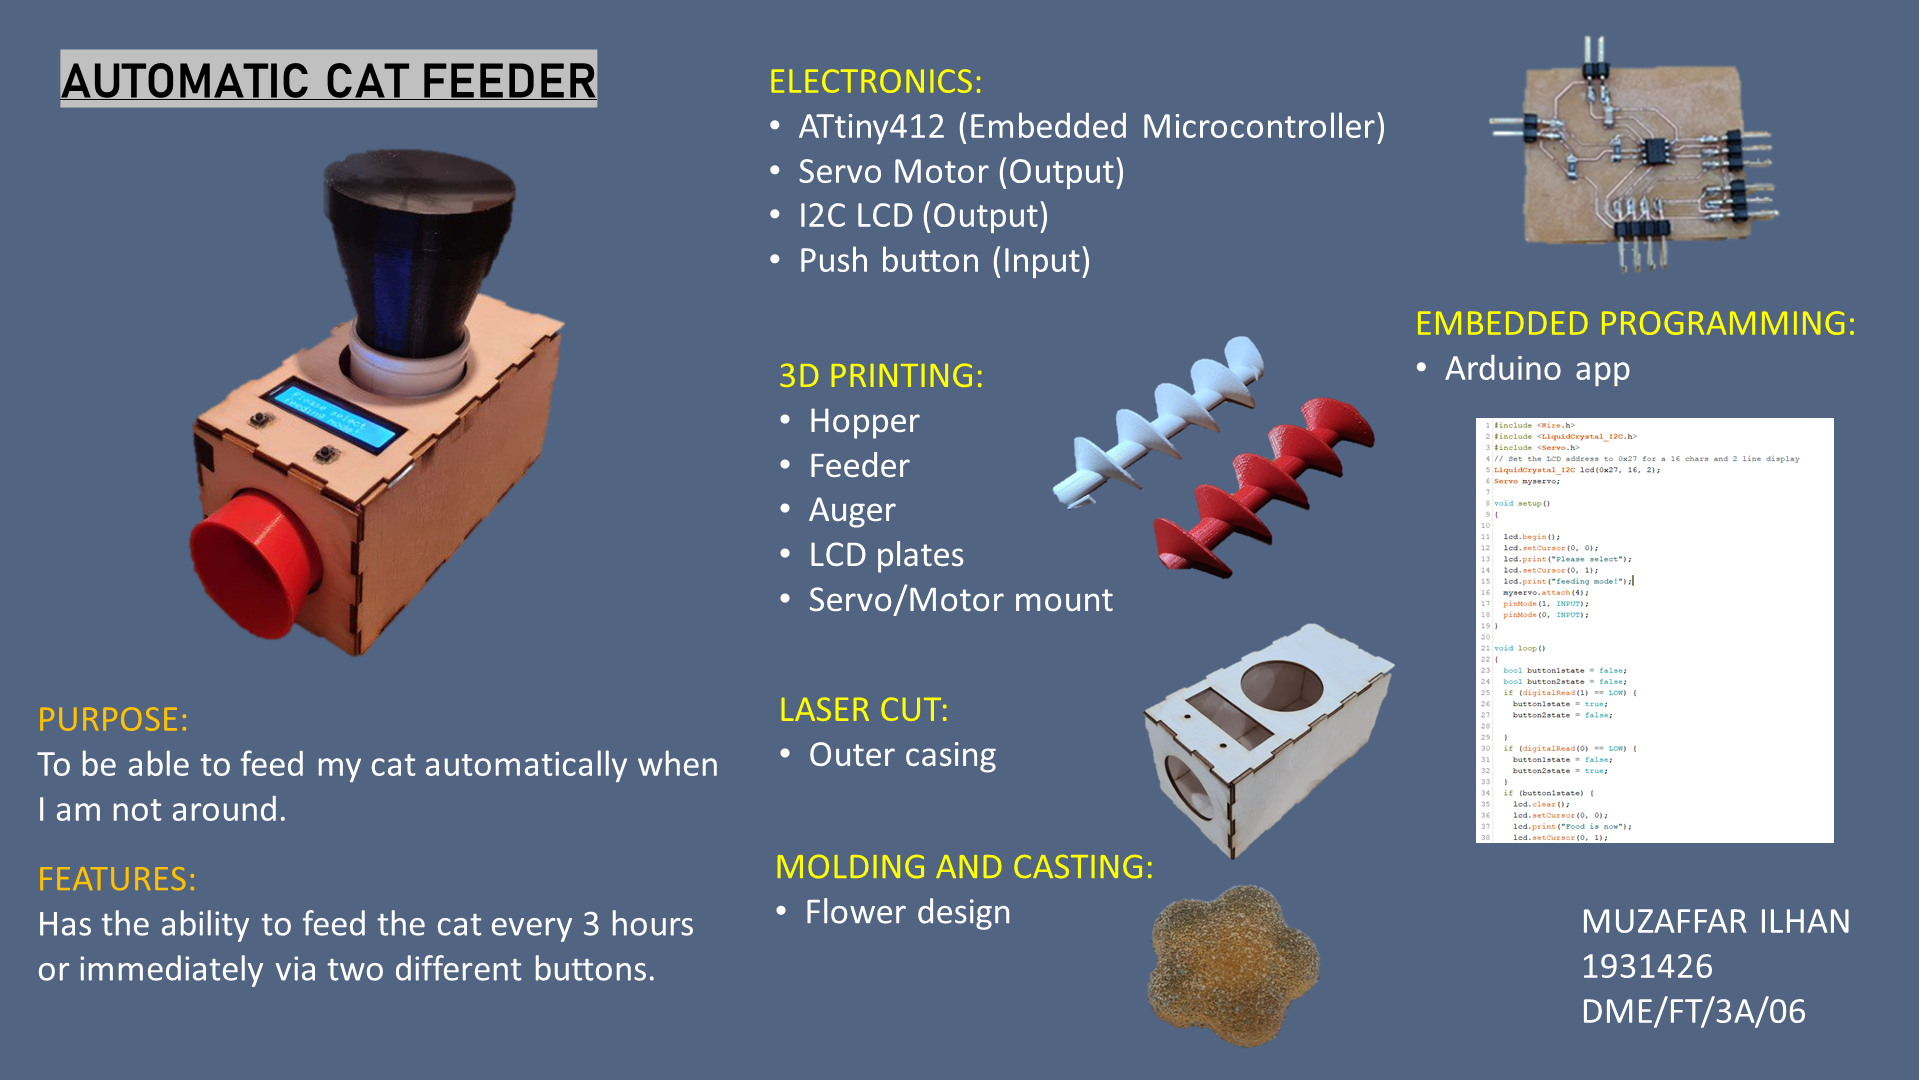 AUTOMATIC CAT FEEDER
Please select
feeding mode!
PURPOSE:
To be able to feed my cat automatically when
I am not around.
FEATURES:
Has the ability to feed the cat every 3 hours
or immediately via two different buttons.
ELECTRONICS:
• ATtiny412 (Embedded Microcontroller)
• Servo Motor (Output)
• I2C LCD (Output)
• Push button (Input)
3D PRINTING:
• Hopper
• Feeder
• Auger
• LCD plates
• Servo/Motor mount
LASER CUT:
• Outer casing
MOLDING AND CASTING:
• Flower design
EMBEDDED PROGRAMMING:
• Arduino app
1 #include <Wire.h>
2 #include <LiquidCrystal_I2C.h>
3 #include <Servo.h>
4 // Set the LCD address to 0x27 for a 16 chars and 2 line display
5 LiquidCrystal_I2C lcd(0x27, 16, 2);
6 Servo myservo;
7
8 void setup()
9 {
10
11 lcd.begin();
12 lcd.setCursor(0, 0);
13 lcd.print("Please select");
14 lcd.setCursor(0, 1);
15 lcd.print("feeding mode!");
16 myservo.attach(4);
17 pinMode(1, INPUT);
18 pinMode(0, INPUT);
19 }
20
21 void loop()
22 {
23 bool button1state = false;
24 bool button2state = false;
25 if (digitalRead(1) == LOW) {
26 button1state = true;
27 button2state = false;
28
29 }
30 if (digitalRead(0) == LOW) {
31 button1state = false;
32 button2state = true;
33 }
34 if (button1state) {
35 lcd.clear();
36 lcd.setCursor(0, 0);
37 lcd.print("Food is now");
38 lcd.setCursor(0, 1);
MUZAFFAR ILHAN
1931426
DME/FT/3A/06